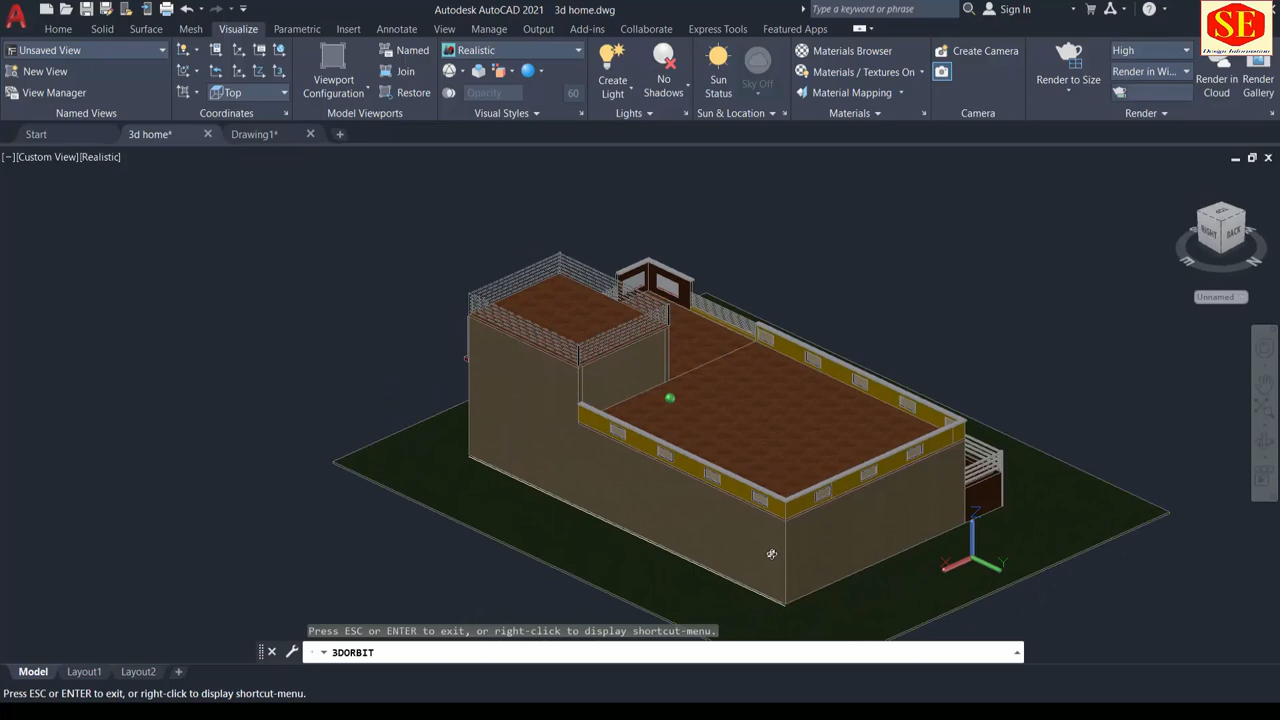 Autodesk AutoCAD 2021 3d home.dwg
Type a keyword or phrase
Sign In
SE
Design Information
Home Solid Surface Mesh Visualize Parametric Insert Annotate View Manage Output Add-ins Collaborate Express Tools Featured Apps
Unsaved View
New View
View Manager
Named Views
Top
Coordinates
Viewport
Configuration
Named
Join
Restore
Model Viewports
Realistic
Opacity 60
Visual Styles
Create
Light
No
Shadows
Lights
Sun
Status
Sky Off
Sun & Location
Materials Browser
Materials / Textures On
Material Mapping
Materials
Create Camera
Camera
Render to Size
High
Render in Wi...
Render in
Cloud
Render
Gallery
Render
Start 3d home* Drawing1*
[−][Custom View][Realistic]
TOP
RIGHT
BACK
N
Unnamed
Z
X
Y
Press ESC or ENTER to exit, or right-click to display shortcut-menu.
3DORBIT
Model Layout1 Layout2
Press ESC or ENTER to exit, or right-click to display shortcut-menu.